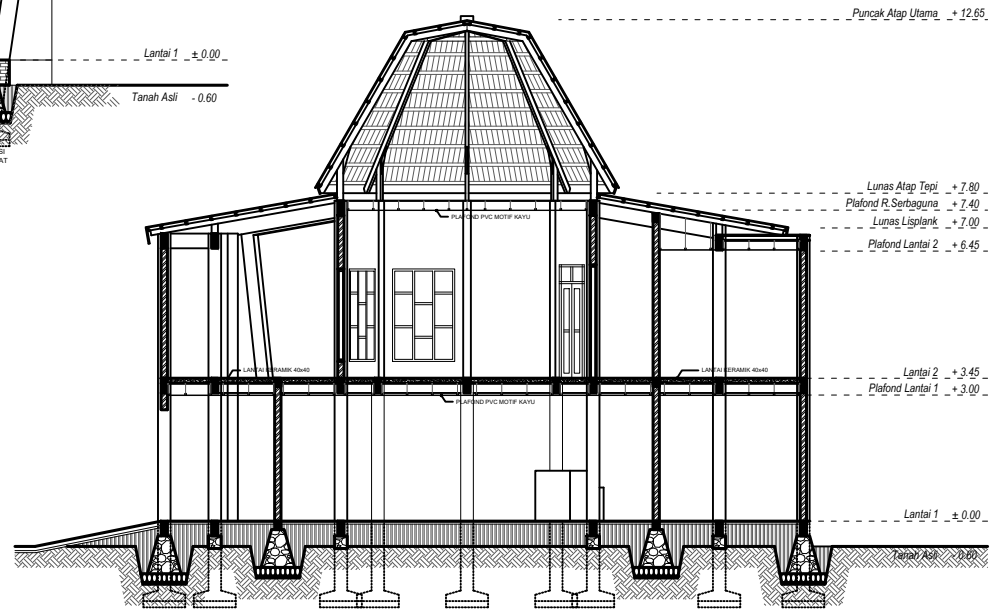 Puncak Atap Utama + 12.65
Lantai 1 ± 0.00
Tanah Asli - 0.60
AT
Lunas Atap Tepi + 7.80
Plafond R.Serbaguna + 7.40
PLAFOND PVC MOTIF KAYU
Lunas Lisplank + 7.00
Plafond Lantai 2 + 6.45
LANTAI KERAMIK 40x40
LANTAI KERAMIK 40x40
Lantai 2 + 3.45
Plafond Lantai 1 + 3.00
PLAFOND PVC MOTIF KAYU
Lantai 1 ± 0.00
Tanah Asli - 0.60